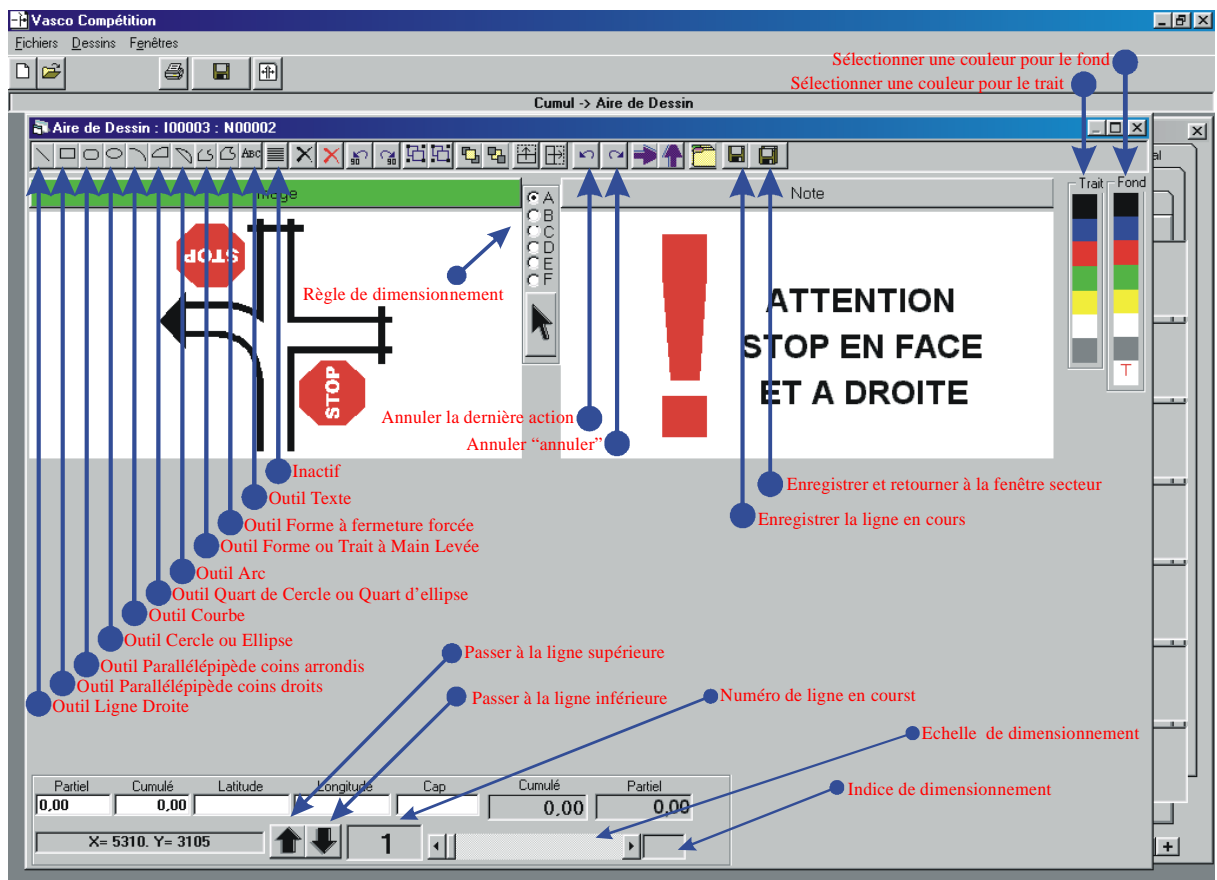 Vasco Compétition
Fichiers Dessins Fenêtres
Sélectionner une couleur pour le fond
Sélectionner une couleur pour le trait
Cumul -> Aire de Dessin
Aire de Dessin : I00003 : N00002
ABC
90
90
Image
Note
Trait
Fond
al
A
B
C
D
E
F
STOP
Règle de dimensionnement
STOP
ATTENTION
STOP EN FACE
ET A DROITE
T
Annuler la dernière action
Annuler “annuler”
Inactif
Enregistrer et retourner à la fenêtre secteur
Outil Texte
Enregistrer la ligne en cours
Outil Forme à fermeture forcée
Outil Forme ou Trait à Main Levée
Outil Arc
Outil Quart de Cercle ou Quart d’ellipse
Outil Courbe
Outil Cercle ou Ellipse
Passer à la ligne supérieure
Outil Parallélépipède coins arrondis
Outil Parallélépipède coins droits
Passer à la ligne inférieure
Numéro de ligne en courst
Outil Ligne Droite
Echelle de dimensionnement
Indice de dimensionnement
Partiel Cumulé Latitude Longitude Cap Cumulé Partiel
0,00 0,00 0,00 0,00
X= 5310. Y= 3105
1